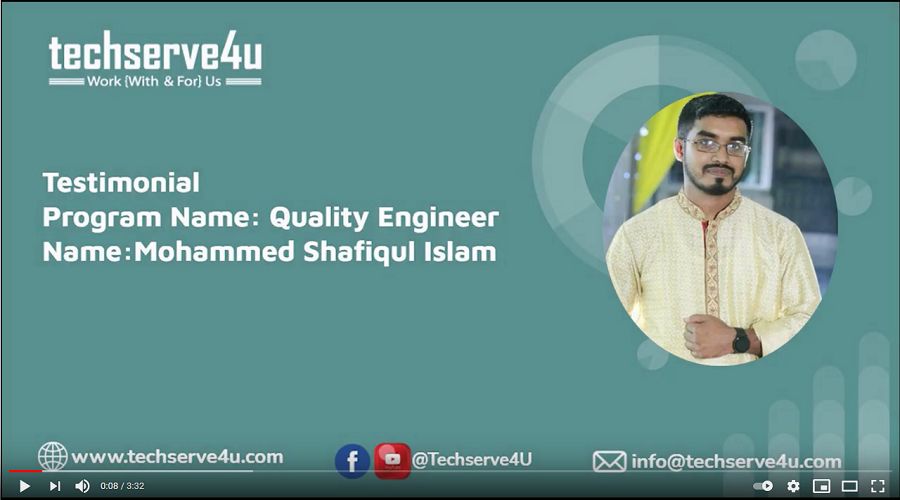 techserve4u
Work {With & For} Us
Testimonial
Program Name: Quality Engineer
Name:Mohammed Shafiqul Islam
www.techserve4u.com
@Techserve4U
info@techserve4u.com
0:08 / 3:32